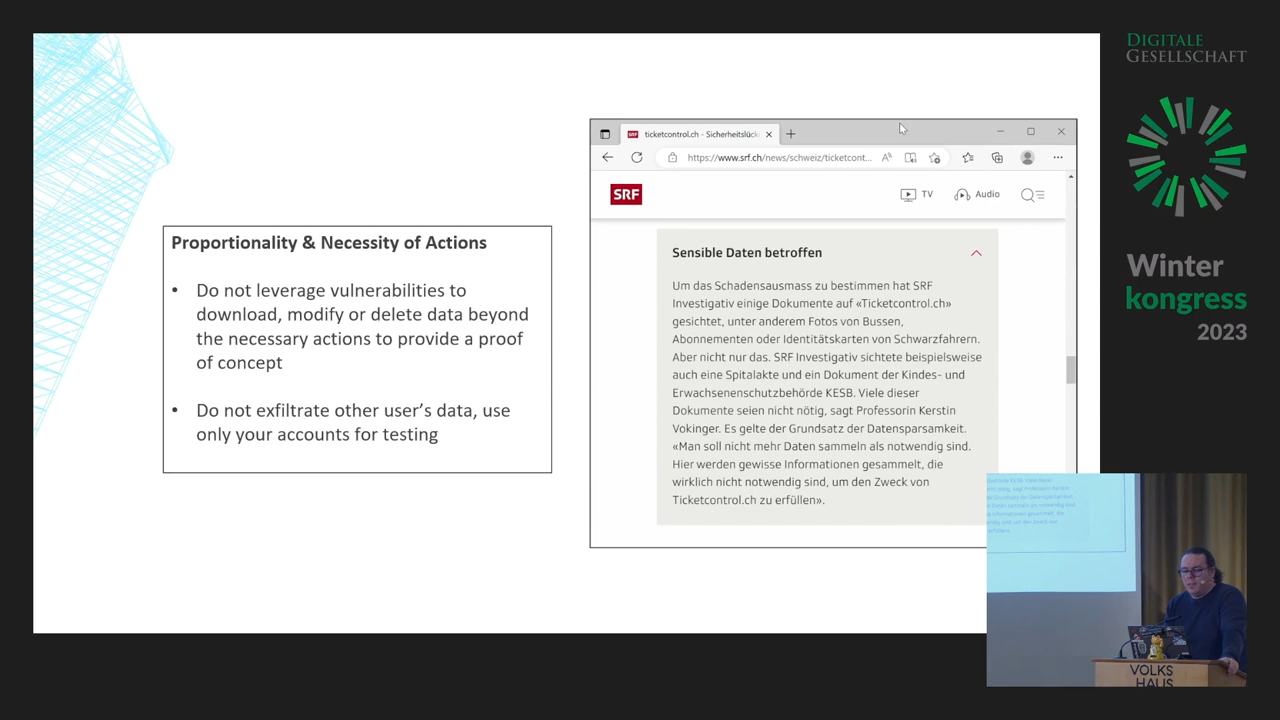 Proportionality & Necessity of Actions
• Do not leverage vulnerabilities to
download, modify or delete data beyond
the necessary actions to provide a proof
of concept
• Do not exfiltrate other user's data, use
only your accounts for testing
SRF ticketcontrol.ch - Sicherheitslück
https://www.srf.ch/news/schweiz/ticketcont...
SRF
TV
Audio
Sensible Daten betroffen
Um das Schadensausmass zu bestimmen hat SRF
Investigativ einige Dokumente auf «Ticketcontrol.ch»
gesichtet, unter anderem Fotos von Bussen,
Abonnementen oder Identitätskarten von Schwarzfahrern.
Aber nicht nur das. SRF Investigativ sichtete beispielsweise
auch eine Spitalakte und ein Dokument der Kindes- und
Erwachsenenschutzbehörde KESB. Viele dieser
Dokumente seien nicht nötig, sagt Professorin Kerstin
Vokinger. Es gelte der Grundsatz der Datensparsamkeit.
«Man soll nicht mehr Daten sammeln als notwendig sind.
Hier werden gewisse Informationen gesammelt, die
wirklich nicht notwendig sind, um den Zweck von
Ticketcontrol.ch zu erfüllen».
DIGITALE
GESELLSCHAFT
Winter
kongress
2023
VOLKS
HAUS